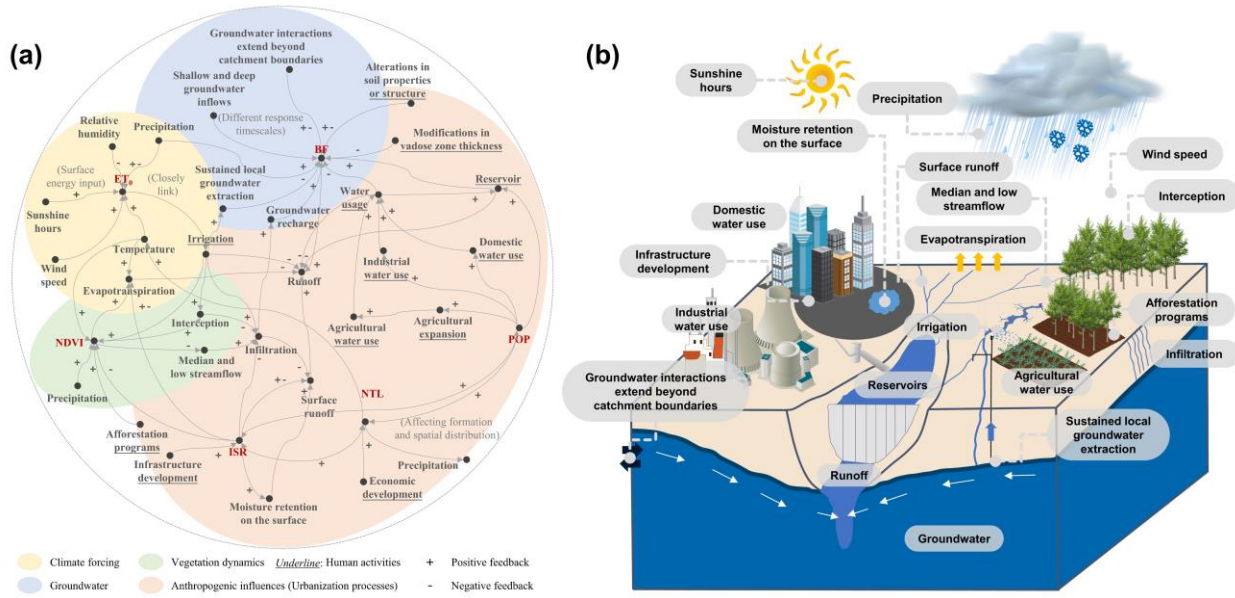 (a)
Groundwater interactions
extend beyond
catchment boundaries
Shallow and deep
groundwater
inflows
Alterations in
soil properties
or structure
(Different response
timescales)
Relative
humidity
Precipitation
Modifications in
vadose zone thickness
BF
(Surface
energy input)
ET
(Closely
link)
Sustained local
groundwater
extraction
Water
usage
Reservoir
Sunshine
hours
Groundwater
recharge
Temperature
Irrigation
Industrial
water use
Domestic
water use
Wind
speed
Evapotranspiration
Runoff
Interception
Agricultural
water use
Agricultural
expansion
POP
NDVI
Infiltration
Median and
low streamflow
Precipitation
Surface
runoff
NTL
(Affecting formation
and spatial distribution)
Afforestation
programs
ISR
Infrastructure
development
Precipitation
Economic
development
Moisture retention
on the surface
Climate forcing
Vegetation dynamics
Underline: Human activities
+ Positive feedback
Groundwater
Anthropogenic influences (Urbanization processes)
- Negative feedback
(b)
Sunshine
hours
Precipitation
Moisture retention
on the surface
Wind speed
Surface runoff
Median and low
streamflow
Interception
Domestic
water use
Evapotranspiration
Infrastructure
development
Industrial
water use
Irrigation
Afforestation
programs
Infiltration
Groundwater interactions
extend beyond
catchment boundaries
Reservoirs
Agricultural
water use
Sustained local
groundwater
extraction
Runoff
Groundwater